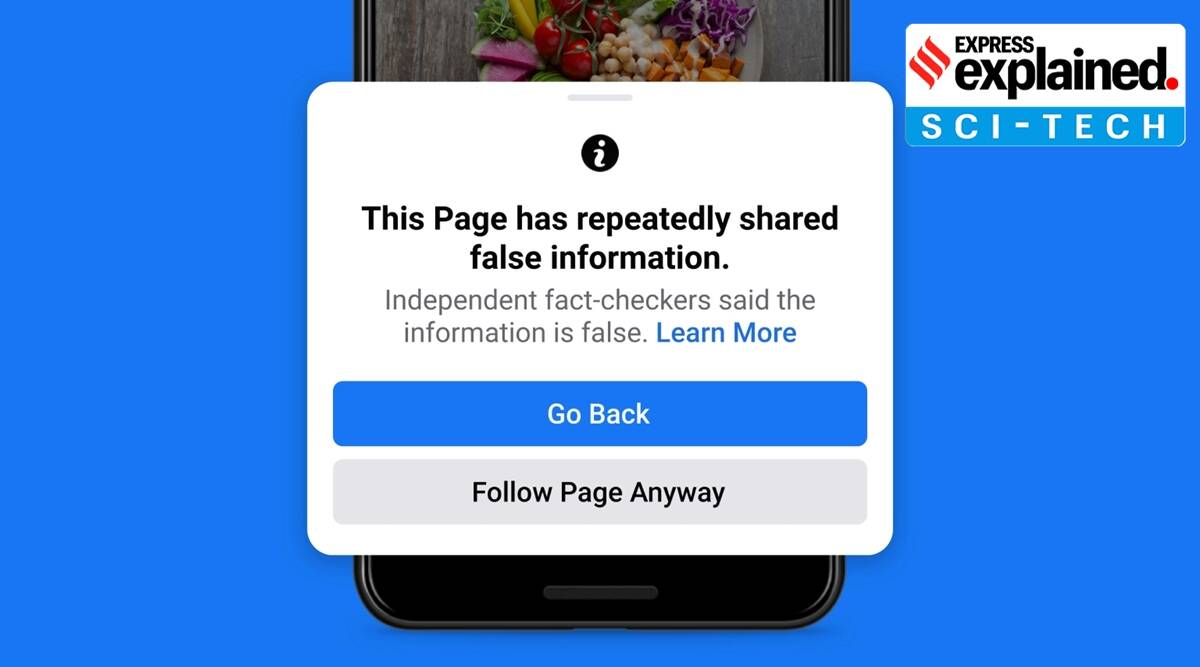 EXPRESS
explained.
SCI-TECH
i
This Page has repeatedly shared
false information.
Independent fact-checkers said the
information is false. Learn More
Go Back
Follow Page Anyway